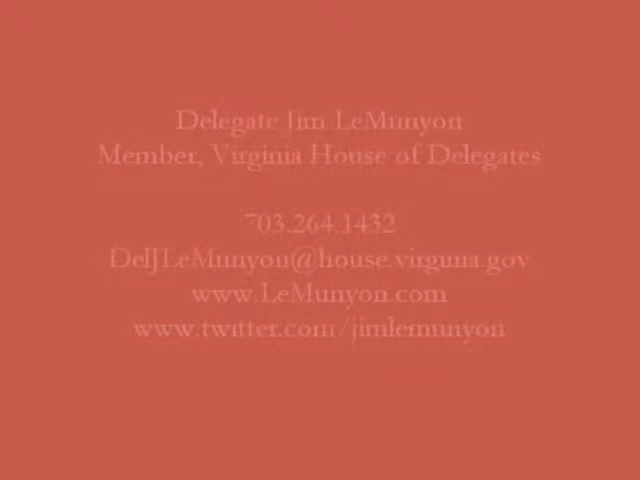 Delegate Jim LeMunyon
Member, Virginia House of Delegates
703.264.1432
DelJLeMunyon@house.virginia.gov
www.LeMunyon.com
www.twitter.com/jimlemunyon